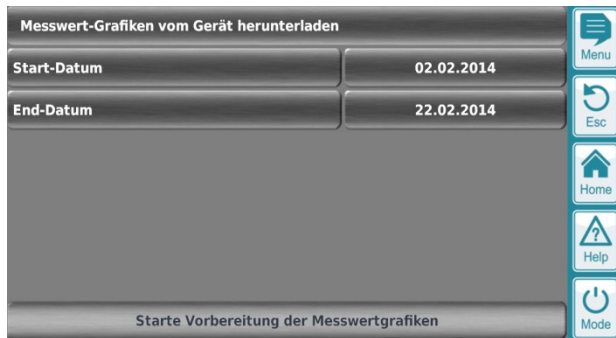 Messwert-Grafiken vom Gerät herunterladen
Start-Datum 02.02.2014
End-Datum 22.02.2014
Starte Vorbereitung der Messwertgrafiken
Menu
Esc
Home
Help
Mode